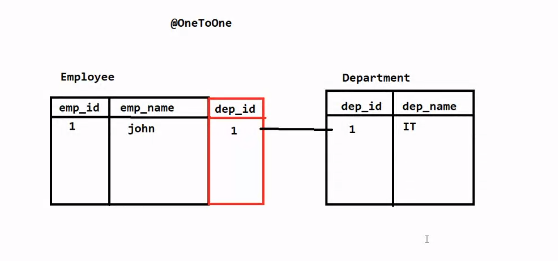 @OneToOne
Employee
Department
emp_id emp_name dep_id
dep_id dep_name
1 john 1
1 IT